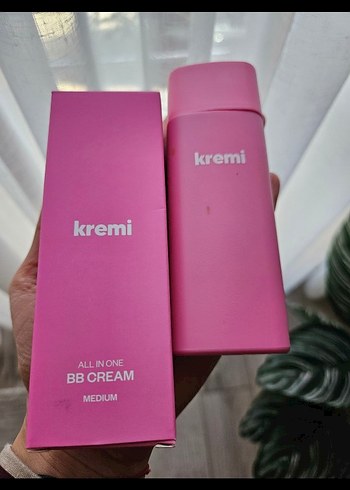 kremi
ALL IN ONE
BB CREAM
MEDIUM
kremi